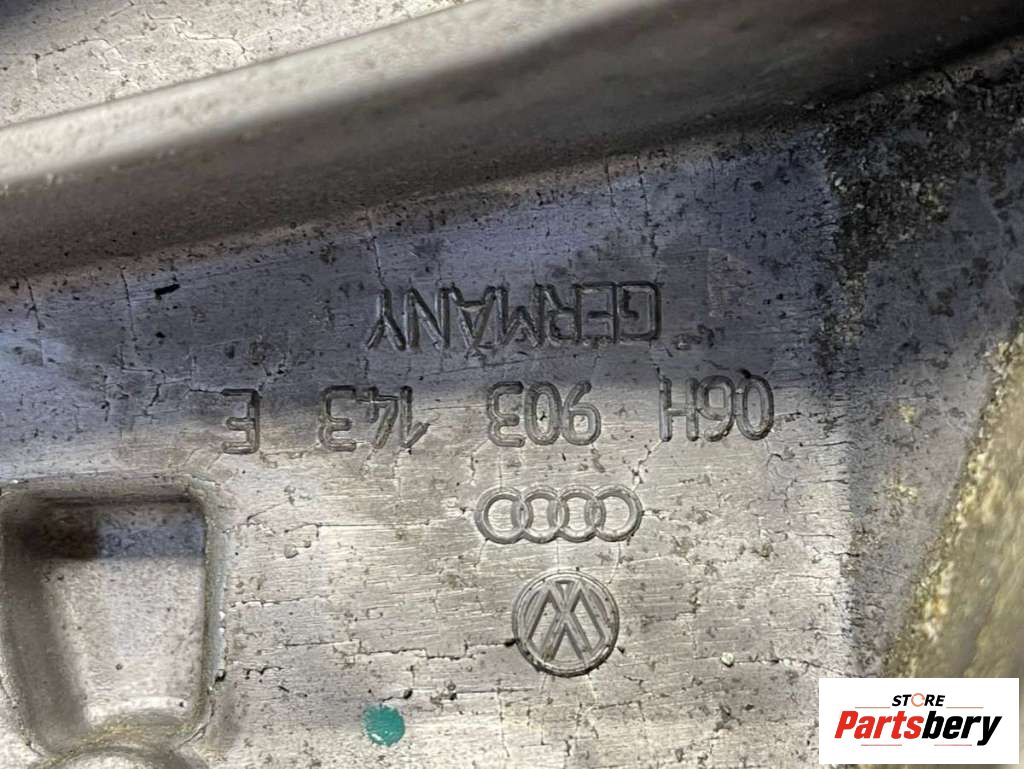 06H 903 143 E
GERMANY
STORE
Partsbery